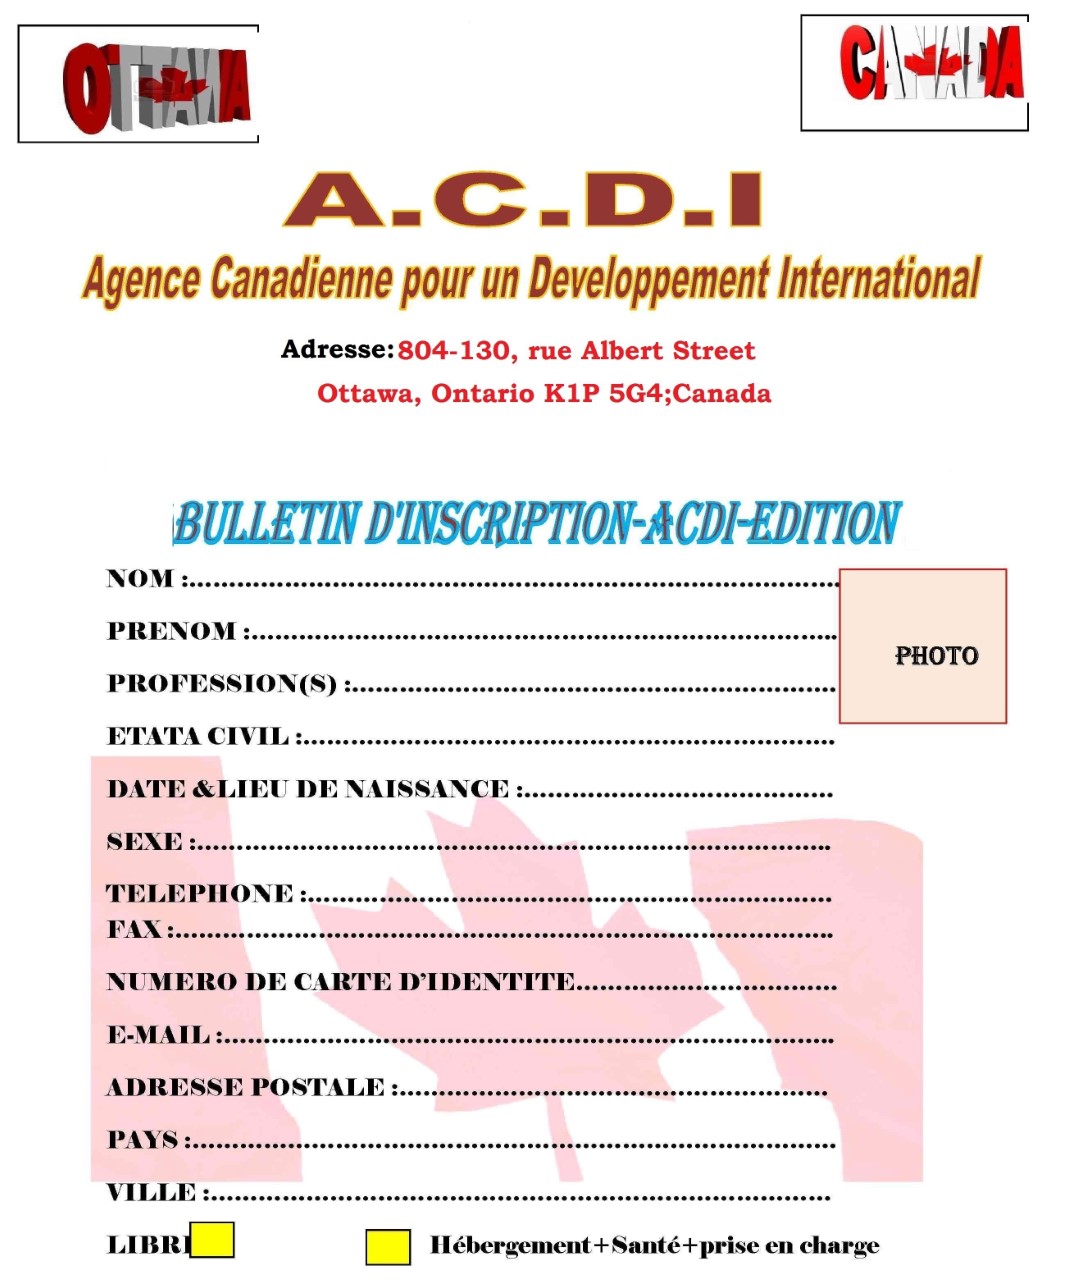 OTTAWA
CANADA
A.C.D.I
Agence Canadienne pour un Developpement International
Adresse: 804-130, rue Albert Street
Ottawa, Ontario K1P 5G4;Canada
BULLETIN D'INSCRIPTION-ACDI-EDITION
NOM :........................................................................
PHOTO
PRENOM :........................................................................
PROFESSION(S) :............................................................
ETATA CIVIL :..................................................................
DATE &LIEU DE NAISSANCE :.......................................
SEXE :...............................................................................
TELEPHONE :..................................................................
FAX :..................................................................................
NUMERO DE CARTE D’IDENTITE.................................
E-MAIL :............................................................................
ADRESSE POSTALE :......................................................
PAYS :.................................................................................
VILLE :..............................................................................
LIBR
Hébergement+Santé+prise en charge